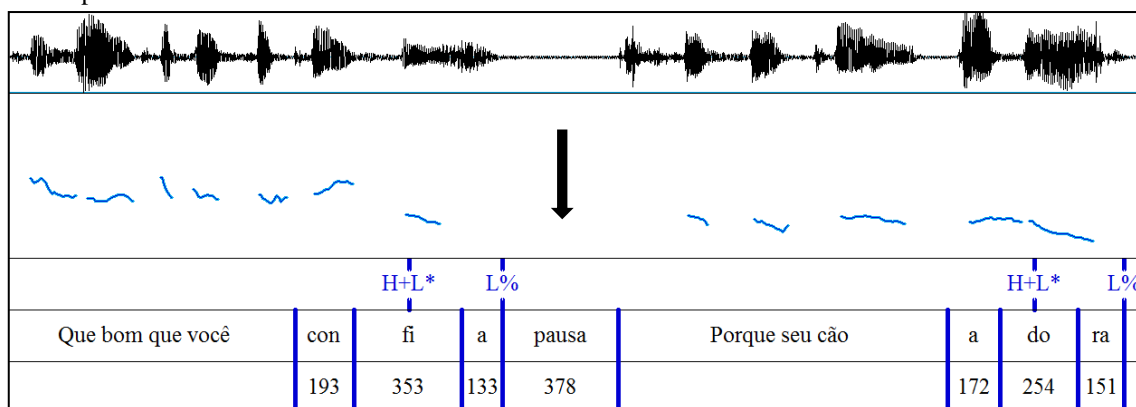 H+L* L% H+L* L%
Que bom que você con fi a pausa Porque seu cão a do ra
193 353 133 378 172 254 151